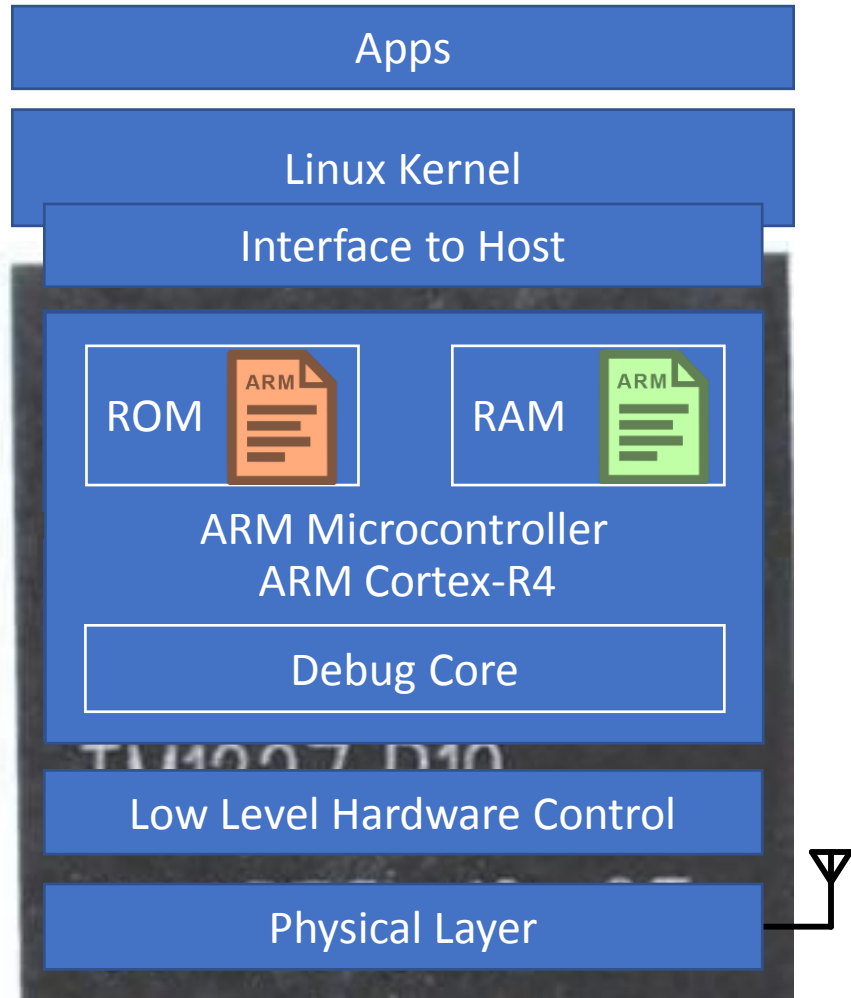 Apps
Linux Kernel
Interface to Host
ROM
ARM
RAM
ARM
ARM Microcontroller
ARM Cortex-R4
Debug Core
Low Level Hardware Control
Physical Layer